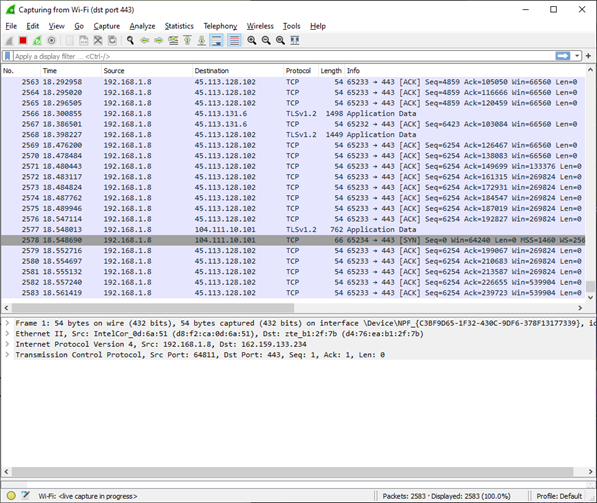 Capturing from Wi-Fi (dst port 443)
File Edit View Go Capture Analyze Statistics Telephony Wireless Tools Help
Apply a display filter ... <Ctrl-/>
No. Time Source Destination Protocol Length Info
2563 18.292958 192.168.1.8 45.113.128.102 TCP 54 65233 → 443 [ACK] Seq=4859 Ack=105050 Win=66560 Len=0
2564 18.295020 192.168.1.8 45.113.128.102 TCP 54 65233 → 443 [ACK] Seq=4859 Ack=116666 Win=66560 Len=0
2565 18.296505 192.168.1.8 45.113.128.102 TCP 54 65233 → 443 [ACK] Seq=4859 Ack=120459 Win=66560 Len=0
2566 18.300855 192.168.1.8 45.113.131.6 TLSv1.2 1498 Application Data
2567 18.386501 192.168.1.8 45.113.131.6 TCP 54 65232 → 443 [ACK] Seq=6423 Ack=103084 Win=66560 Len=0
2568 18.398227 192.168.1.8 45.113.128.102 TLSv1.2 1449 Application Data
2569 18.476200 192.168.1.8 45.113.128.102 TCP 54 65233 → 443 [ACK] Seq=6254 Ack=126467 Win=66560 Len=0
2570 18.478484 192.168.1.8 45.113.128.102 TCP 54 65233 → 443 [ACK] Seq=6254 Ack=138083 Win=66560 Len=0
2571 18.480443 192.168.1.8 45.113.128.102 TCP 54 65233 → 443 [ACK] Seq=6254 Ack=149699 Win=133376 Len=0
2572 18.483117 192.168.1.8 45.113.128.102 TCP 54 65233 → 443 [ACK] Seq=6254 Ack=161315 Win=269824 Len=0
2573 18.484824 192.168.1.8 45.113.128.102 TCP 54 65233 → 443 [ACK] Seq=6254 Ack=172931 Win=269824 Len=0
2574 18.487762 192.168.1.8 45.113.128.102 TCP 54 65233 → 443 [ACK] Seq=6254 Ack=184547 Win=269824 Len=0
2575 18.489946 192.168.1.8 45.113.128.102 TCP 54 65233 → 443 [ACK] Seq=6254 Ack=187019 Win=269824 Len=0
2576 18.547114 192.168.1.8 45.113.128.102 TCP 54 65233 → 443 [ACK] Seq=6254 Ack=192827 Win=269824 Len=0
2577 18.548013 192.168.1.8 104.111.10.101 TLSv1.2 762 Application Data
2578 18.548690 192.168.1.8 104.111.10.101 TCP 66 65234 → 443 [SYN] Seq=0 Win=64240 Len=0 MSS=1460 WS=256
2579 18.552716 192.168.1.8 45.113.128.102 TCP 54 65233 → 443 [ACK] Seq=6254 Ack=199067 Win=269824 Len=0
2580 18.554697 192.168.1.8 45.113.128.102 TCP 54 65233 → 443 [ACK] Seq=6254 Ack=210683 Win=269824 Len=0
2581 18.555132 192.168.1.8 45.113.128.102 TCP 54 65233 → 443 [ACK] Seq=6254 Ack=213587 Win=269824 Len=0
2582 18.557240 192.168.1.8 45.113.128.102 TCP 54 65233 → 443 [ACK] Seq=6254 Ack=226655 Win=539904 Len=0
2583 18.561419 192.168.1.8 45.113.128.102 TCP 54 65233 → 443 [ACK] Seq=6254 Ack=239723 Win=539904 Len=0
Frame 1: 54 bytes on wire (432 bits), 54 bytes captured (432 bits) on interface \Device\NPF_{C3BF9D65-1F32-430C-9DF6-378F13177339}, id
Ethernet II, Src: IntelCor_0d:6a:51 (d8:f2:ca:0d:6a:51), Dst: zte_b1:2f:7b (d4:76:ea:b1:2f:7b)
Internet Protocol Version 4, Src: 192.168.1.8, Dst: 162.159.133.234
Transmission Control Protocol, Src Port: 64811, Dst Port: 443, Seq: 1, Ack: 1, Len: 0
Wi-Fi: <live capture in progress> Packets: 2583 · Displayed: 2583 (100.0%) Profile: Default